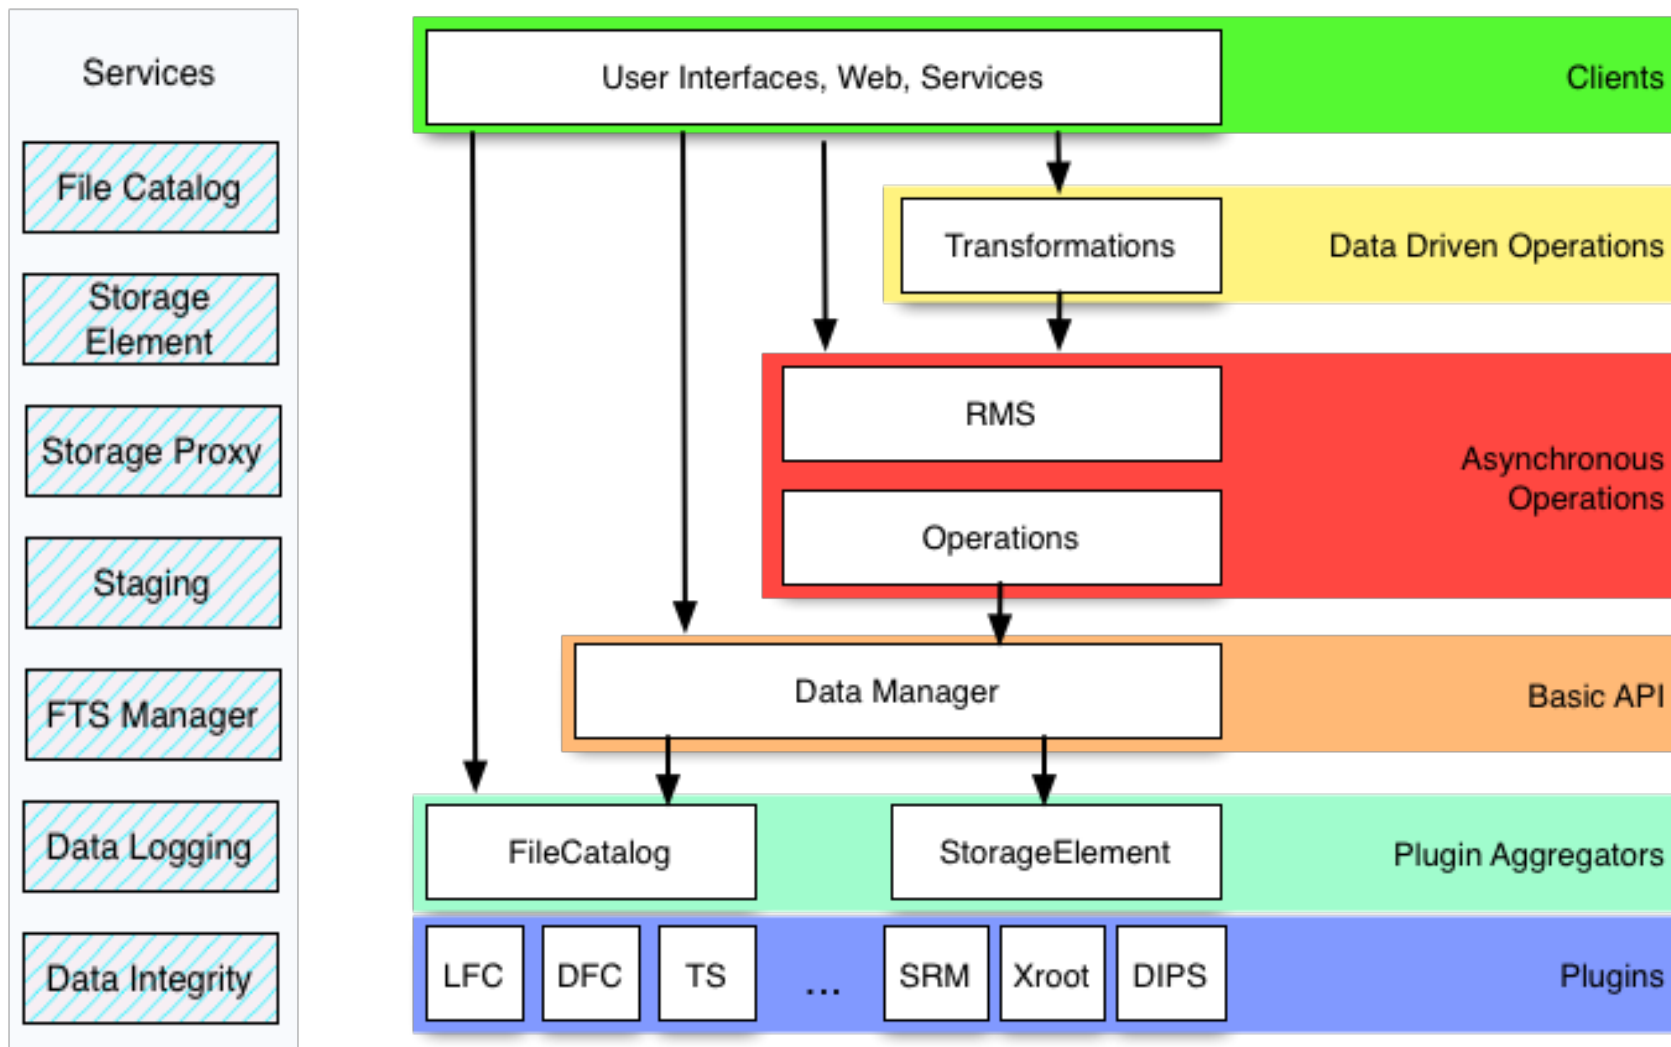 Services
File Catalog
Storage
Element
Storage Proxy
Staging
FTS Manager
Data Logging
Data Integrity
User Interfaces, Web, Services
Clients
Transformations
Data Driven Operations
RMS
Operations
Asynchronous
Operations
Data Manager
Basic API
FileCatalog
StorageElement
Plugin Aggregators
LFC
DFC
TS
...
SRM
Xroot
DIPS
Plugins